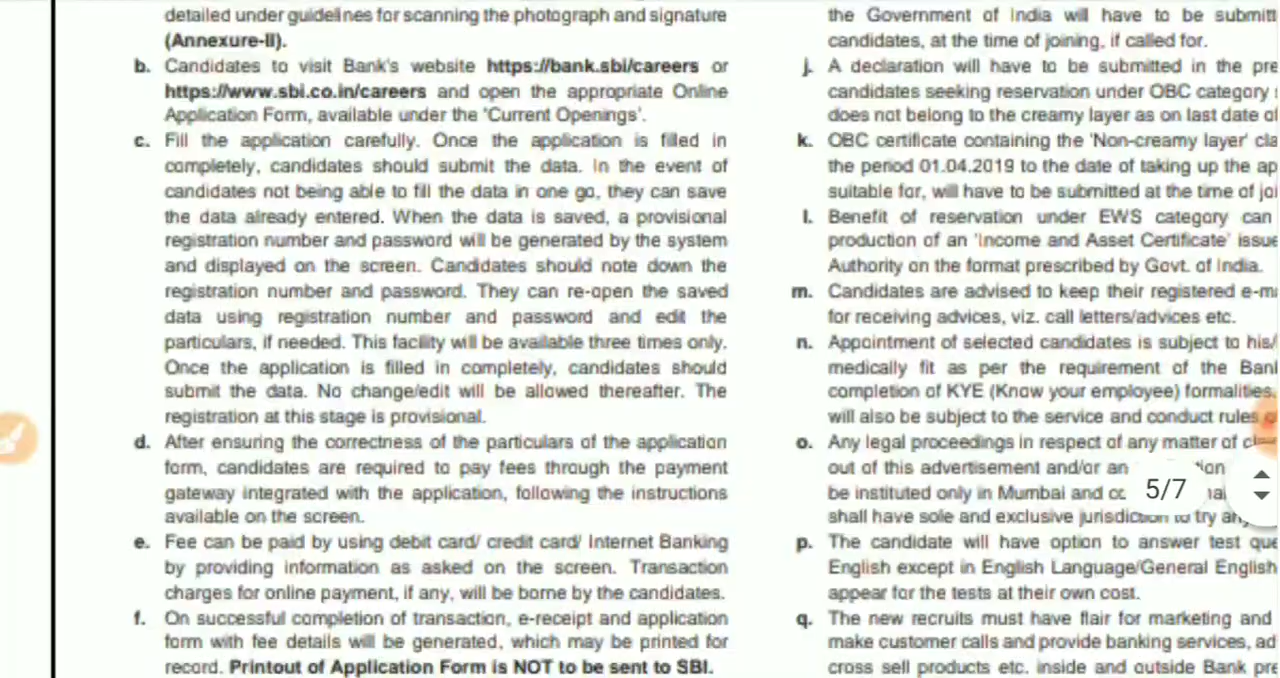 detailed under guidelines for scanning the photograph and signature
(Annexure-II).
b. Candidates to visit Bank's website https://bank.sbi/careers or
https://www.sbi.co.in/careers and open the appropriate Online
Application Form, available under the 'Current Openings'.
c. Fill the application carefully. Once the application is filled in
completely, candidates should submit the data. In the event of
candidates not being able to fill the data in one go, they can save
the data already entered. When the data is saved, a provisional
registration number and password will be generated by the system
and displayed on the screen. Candidates should note down the
registration number and password. They can re-open the saved
data using registration number and password and edit the
particulars, if needed. This facility will be available three times only.
Once the application is filled in completely, candidates should
submit the data. No change/edit will be allowed thereafter. The
registration at this stage is provisional.
d. After ensuring the correctness of the particulars of the application
form, candidates are required to pay fees through the payment
gateway integrated with the application, following the instructions
available on the screen.
e. Fee can be paid by using debit card/ credit card/ Internet Banking
by providing information as asked on the screen. Transaction
charges for online payment, if any, will be borne by the candidates.
f. On successful completion of transaction, e-receipt and application
form with fee details will be generated, which may be printed for
record. Printout of Application Form is NOT to be sent to SBI.
the Government of India will have to be submitt
candidates, at the time of joining, if called for.
j. A declaration will have to be submitted in the pre
candidates seeking reservation under OBC category
does not belong to the creamy layer as on last date of
k. OBC certificate containing the 'Non-creamy layer' cla
the period 01.04.2019 to the date of taking up the ap
suitable for, will have to be submitted at the time of joi
l. Benefit of reservation under EWS category can
production of an 'Income and Asset Certificate' issue
Authority on the format prescribed by Govt. of India.
m. Candidates are advised to keep their registered e-ma
for receiving advices, viz. call letters/advices etc.
n. Appointment of selected candidates is subject to his/
medically fit as per the requirement of the Ban
completion of KYE (Know your employee) formalities.
will also be subject to the service and conduct rules
o. Any legal proceedings in respect of any matter of
out of this advertisement and/or an
be instituted only in Mumbai and
shall have sole and exclusive jurisdiction to try any
p. The candidate will have option to answer test que
English except in English Language/General English
appear for the tests at their own cost.
q. The new recruits must have flair for marketing and
make customer calls and provide banking services, ad
cross sell products etc. inside and outside Bank pre
5/7